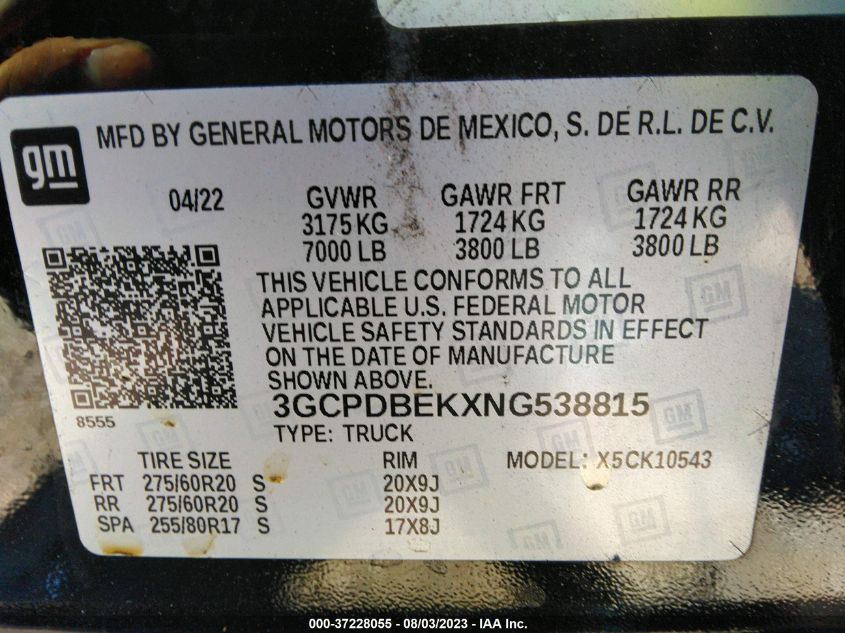 gm
MFD BY GENERAL MOTORS DE MEXICO, S. DE R.L. DE C.V.
04/22 GVWR GAWR FRT GAWR RR
3175 KG 1724 KG 1724 KG
7000 LB 3800 LB 3800 LB
THIS VEHICLE CONFORMS TO ALL
APPLICABLE U.S. FEDERAL MOTOR
VEHICLE SAFETY STANDARDS IN EFFECT
ON THE DATE OF MANUFACTURE
SHOWN ABOVE.
8555
3GCPDBEKXNG538815
TYPE: TRUCK
TIRE SIZE RIM MODEL: X5CK10543
FRT 275/60R20 S 20X9J
RR 275/60R20 S 20X9J
SPA 255/80R17 S 17X8J
000-37228055 - 08/03/2023 - IAA Inc.